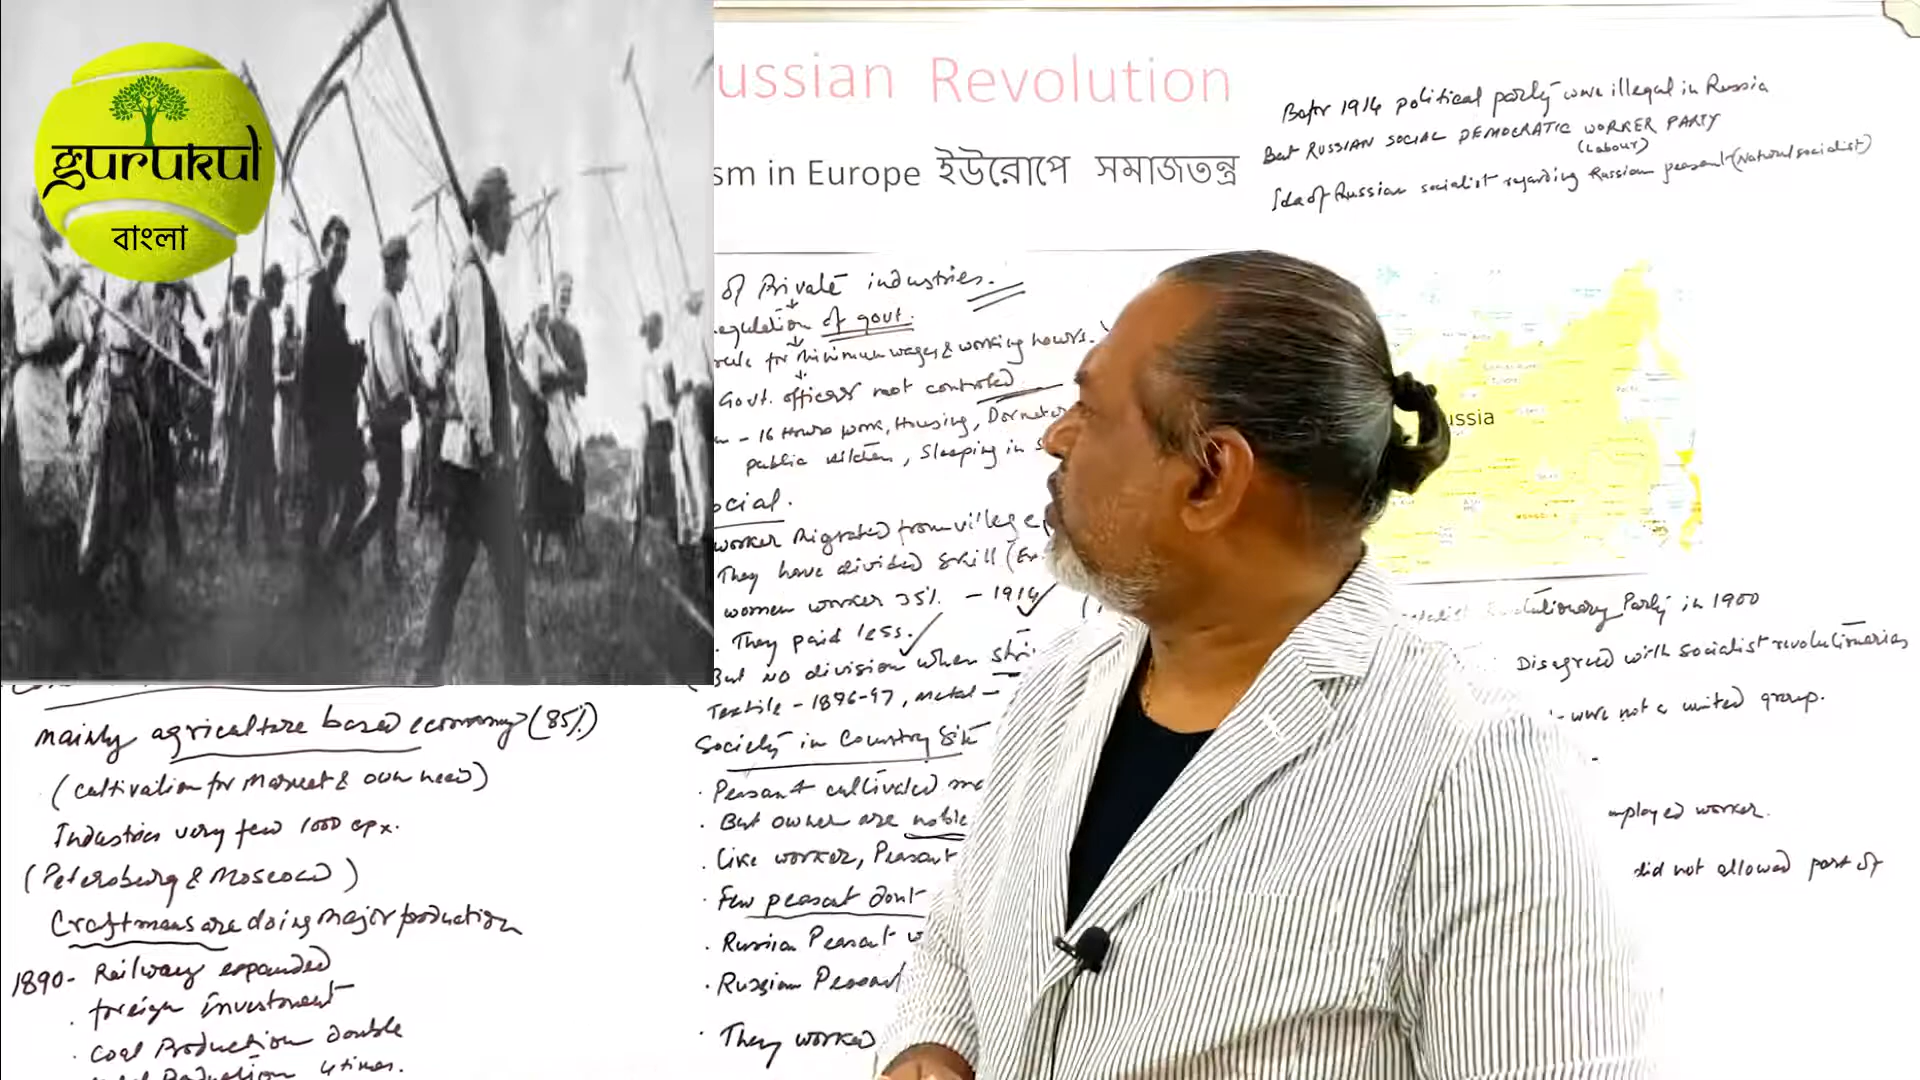 gurukul
বাংলা
ussian Revolution
sm in Europe ইউরোপে সমাজতন্ত্র
Befor 1914 political party were illegal in Russia
But RUSSIAN SOCIAL DEMOCRATIC WORKER PARTY
(Labour)
Idea of Russian socialist regarding Russian peasant (Natural socialist)
of Private industries.
egulation of govt.
rule for minimum wages & working hours.
Govt. officers not controled
- 16 Hours work, Housing,
public kitchen, Sleeping in
ocial.
worker migrated from village
They have divided skill
women worker 35% - 1914
. They paid less.
But NO division when stri
Textile - 1896-97, metal -
Society in Country Sit
. Peasant cultivated
. But owner are noble
. Like worker, Peasant
. Few peasant dont
. Russian Peasant
. Russian Peasant
. They worked
ussia
Party in 1900
Disagreed with socialist revolutionaries
were not a united group.
mployed worker.
did not allowed part of
mainly agriculture based economy (85%)
(cultivation for Market & own need)
Industries very few 1000 apx.
(Petersburg & Moscow)
Craftmens are doing major production
1890 - Railway expanded
. foreign investment
. Coal Production double
4 times.